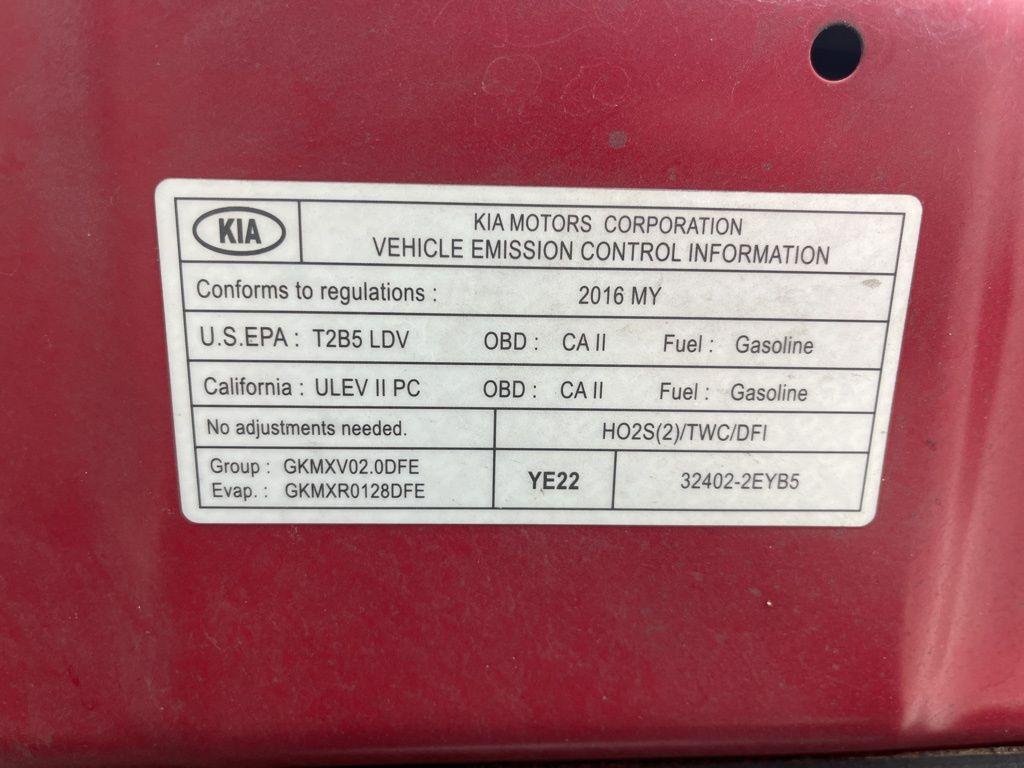 KIA
KIA MOTORS CORPORATION
VEHICLE EMISSION CONTROL INFORMATION
Conforms to regulations : 2016 MY
U.S.EPA : T2B5 LDV OBD : CA II Fuel : Gasoline
California : ULEV II PC OBD : CA II Fuel : Gasoline
No adjustments needed. HO2S(2)/TWC/DFI
Group : GKMXV02.0DFE
Evap. : GKMXR0128DFE
YE22 32402-2EYB5